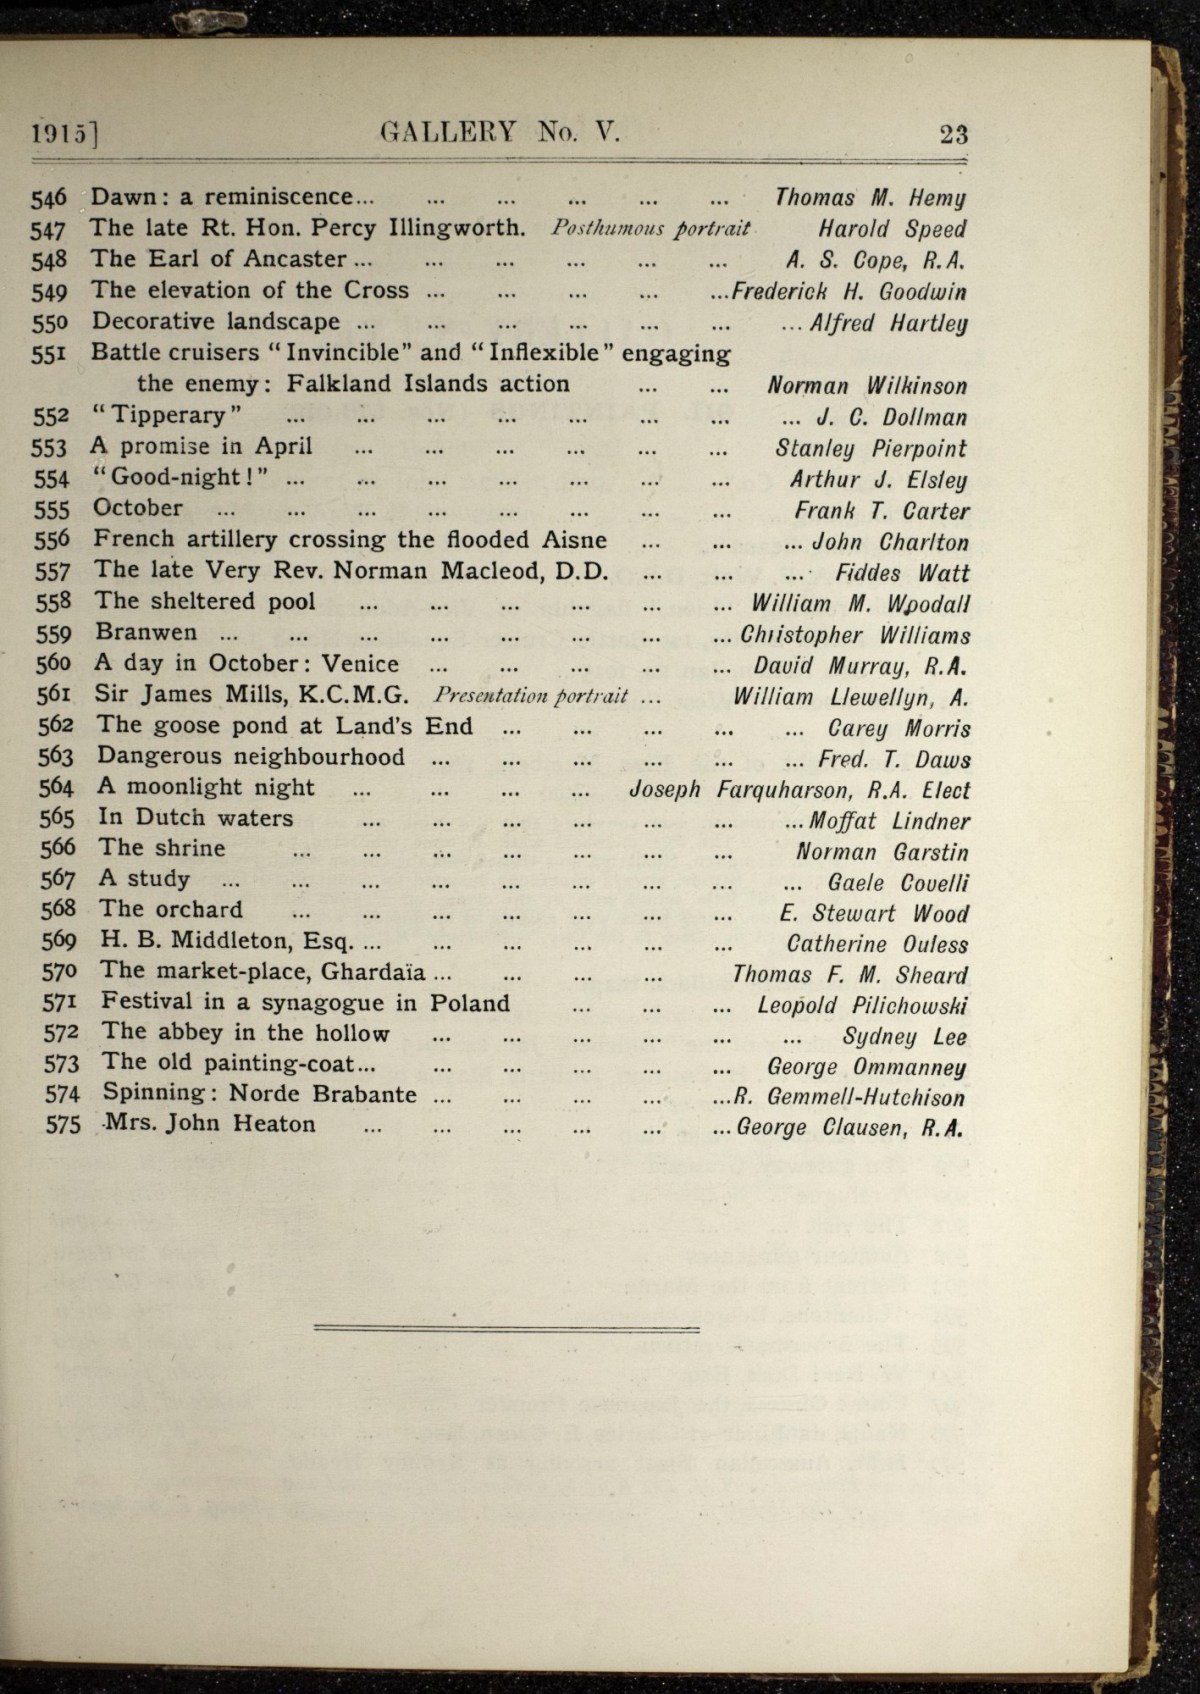 1915] GALLERY No. V. 23
546 Dawn: a reminiscence... ... ... ... ... ... Thomas M. Hemy
547 The late Rt. Hon. Percy Illingworth. Posthumous portrait Harold Speed
548 The Earl of Ancaster ... ... ... ... ... ... A. S. Cope, R.A.
549 The elevation of the Cross ... ... ... ... ...Frederick H. Goodwin
550 Decorative landscape ... ... ... ... ... ... ... Alfred Hartley
551 Battle cruisers “Invincible” and “Inflexible” engaging
the enemy: Falkland Islands action ... ... Norman Wilkinson
552 “Tipperary” ... ... ... ... ... ... ... ... J. C. Dollman
553 A promise in April ... ... ... ... ... ... Stanley Pierpoint
554 “Good-night!” ... ... ... ... ... ... ... Arthur J. Elsley
555 October ... ... ... ... ... ... ... ... Frank T. Carter
556 French artillery crossing the flooded Aisne ... ... ... John Charlton
557 The late Very Rev. Norman Macleod, D.D. ... ... ... Fiddes Watt
558 The sheltered pool ... ... ... ... ... ... William M. Woodall
559 Branwen ... ... ... ... ... ... ... ... Christopher Williams
560 A day in October: Venice ... ... ... ... ... David Murray, R.A.
561 Sir James Mills, K.C.M.G. Presentation portrait ... William Llewellyn, A.
562 The goose pond at Land's End ... ... ... ... ... Carey Morris
563 Dangerous neighbourhood ... ... ... ... ... ... Fred. T. Daws
564 A moonlight night ... ... ... ... Joseph Farquharson, R.A. Elect
565 In Dutch waters ... ... ... ... ... ... ... Moffat Lindner
566 The shrine ... ... ... ... ... ... ... Norman Garstin
567 A study ... ... ... ... ... ... ... ... ... Gaele Covelli
568 The orchard ... ... ... ... ... ... ... E. Stewart Wood
569 H. B. Middleton, Esq. ... ... ... ... ... ... Catherine Ouless
570 The market-place, Ghardaïa ... ... ... ... Thomas F. M. Sheard
571 Festival in a synagogue in Poland ... ... ... Leopold Pilichowski
572 The abbey in the hollow ... ... ... ... ... ... Sydney Lee
573 The old painting-coat... ... ... ... ... ... George Ommanney
574 Spinning: Norde Brabante ... ... ... ... ...R. Gemmell-Hutchison
575 Mrs. John Heaton ... ... ... ... ... ... George Clausen, R.A.